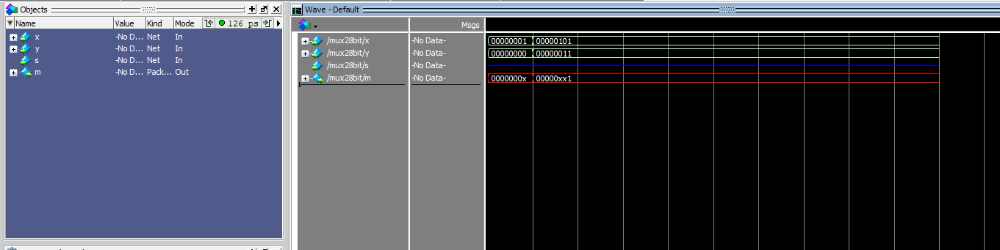 Objects
Wave - Default
Name Value Kind Mode 126 ps
Msgs
x -No D... Net In
y -No D... Net In
s -No D... Net In
m -No D... Pack... Out
/mux28bit/x -No Data- 00000001 00000101
/mux28bit/y -No Data- 00000000 00000011
/mux28bit/s -No Data-
/mux28bit/m -No Data- 0000000x 00000xx1